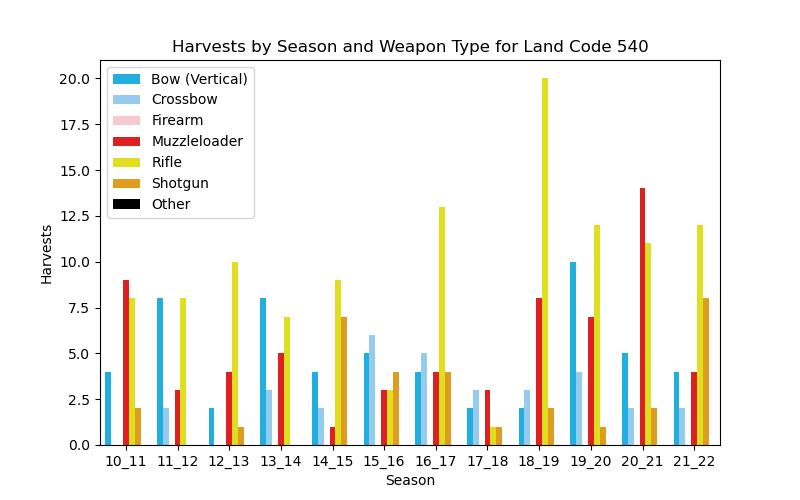 Harvests by Season and Weapon Type for Land Code 540
20.0
17.5
15.0
12.5
10.0
7.5
5.0
2.5
0.0
Harvests
Bow (Vertical)
Crossbow
Firearm
Muzzleloader
Rifle
Shotgun
Other
10_11 11_12 12_13 13_14 14_15 15_16 16_17 17_18 18_19 19_20 20_21 21_22
Season